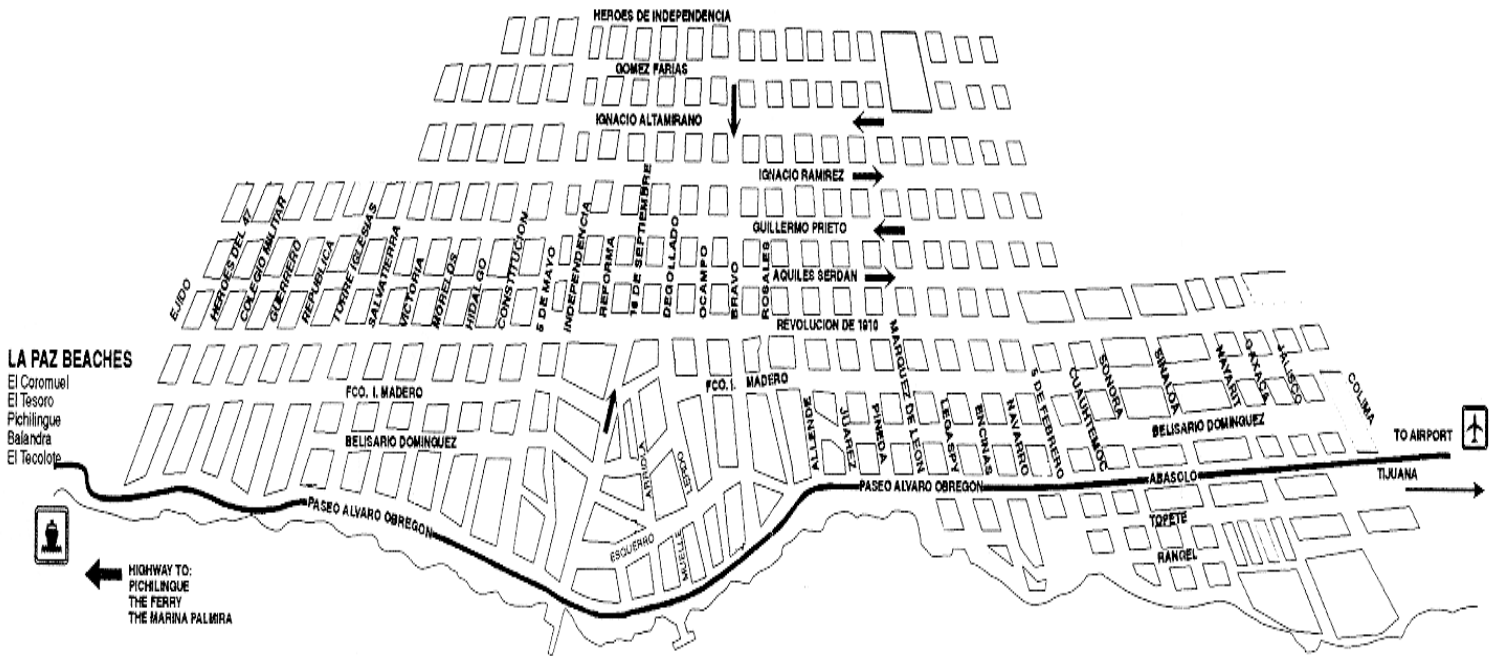 HEROES DE INDEPENDENCIA
GOMEZ FARIAS
IGNACIO ALTAMIRANO
IGNACIO RAMIREZ
GUILLERMO PRIETO
AQUILES SERDAN
REVOLUCION DE 1910
EJIDO
HEROES DEL 47
COLEGIO MILITAR
GUERRERO
REPUBLICA
TORRE IGLESIAS
SALVATIERRA
VICTORIA
MORELOS
HIDALGO
CONSTITUCION
5 DE MAYO
INDEPENDENCIA
REFORMA
16 DE SEPTIEMBRE
DEGOLLADO
OCAMPO
BRAVO
ROSALES
LA PAZ BEACHES
El Coromuel
El Tesoro
Pichilingue
Balandra
El Tecolote
FCO. I. MADERO
FCO. I. MADERO
BELISARIO DOMINGUEZ
ALLENDE
JUAREZ
PINEDA
MARQUEZ DE LEON
LEGASPY
ENCINAS
NAVARRO
5 DE FEBRERO
CUAUHTEMOC
SONORA
SINALOA
NAYARIT
OAXACA
JALISCO
COLIMA
BELISARIO DOMINGUEZ
TO AIRPORT
TIJUANA
ABASOLO
PASEO ALVARO OBREGON
PASEO ALVARO OBREGON
TOPETE
RANGEL
ESQUERRO
MUELLE
HIGHWAY TO:
PICHILINGUE
THE FERRY
THE MARINA PALMIRA